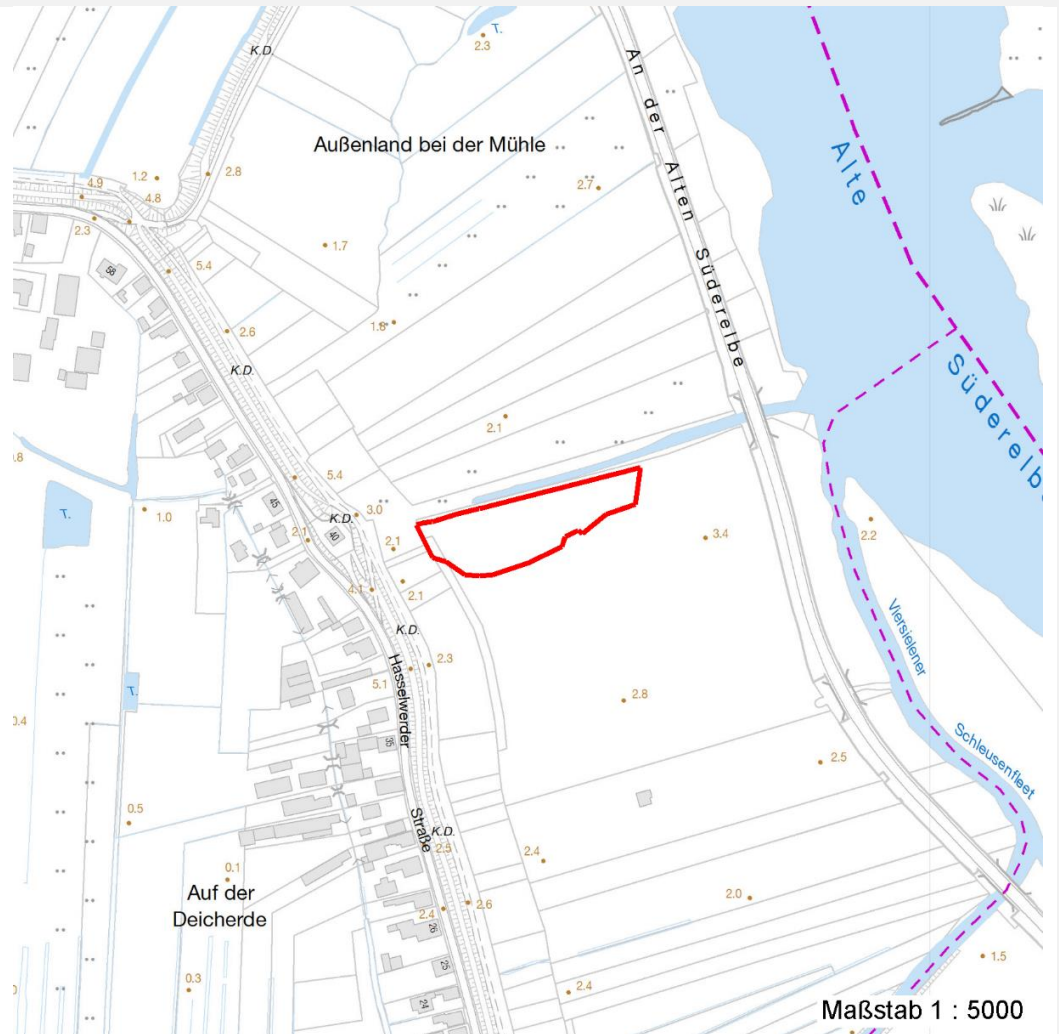 T.
2.3
K.D.
An der Alten Süderelbe
Außenland bei der Mühle
Alte
Süderelbe
1.2
2.8
4.9
4.8
2.3
2.7
1.7
5.4
58
1.8
2.6
K.D.
2.1
5.4
3.0
K.D.
45
40
2.1
2.1
T.
1.0
3.4
2.2
4.1
2.1
K.D.
Viersielener
Schleusenfleet
2.3
5.1
Hasselwerder
Straße
T.
2.8
0.4
35
2.5
0.5
K.D.
2.5
2.4
0.1
Auf der
Deicherde
2.0
2.4
2.6
26
25
24
1.5
0.3
2.4
Maßstab 1 : 5000